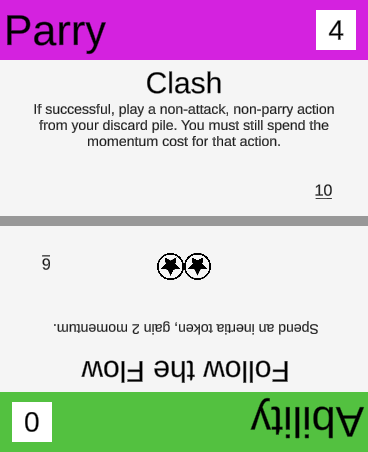 Parry
4
Clash
If successful, play a non-attack, non-parry action
from your discard pile. You must still spend the
momentum cost for that action.
10
Ability
0
Follow the Flow
Spend an inertia token, gain 2 momentum.
6